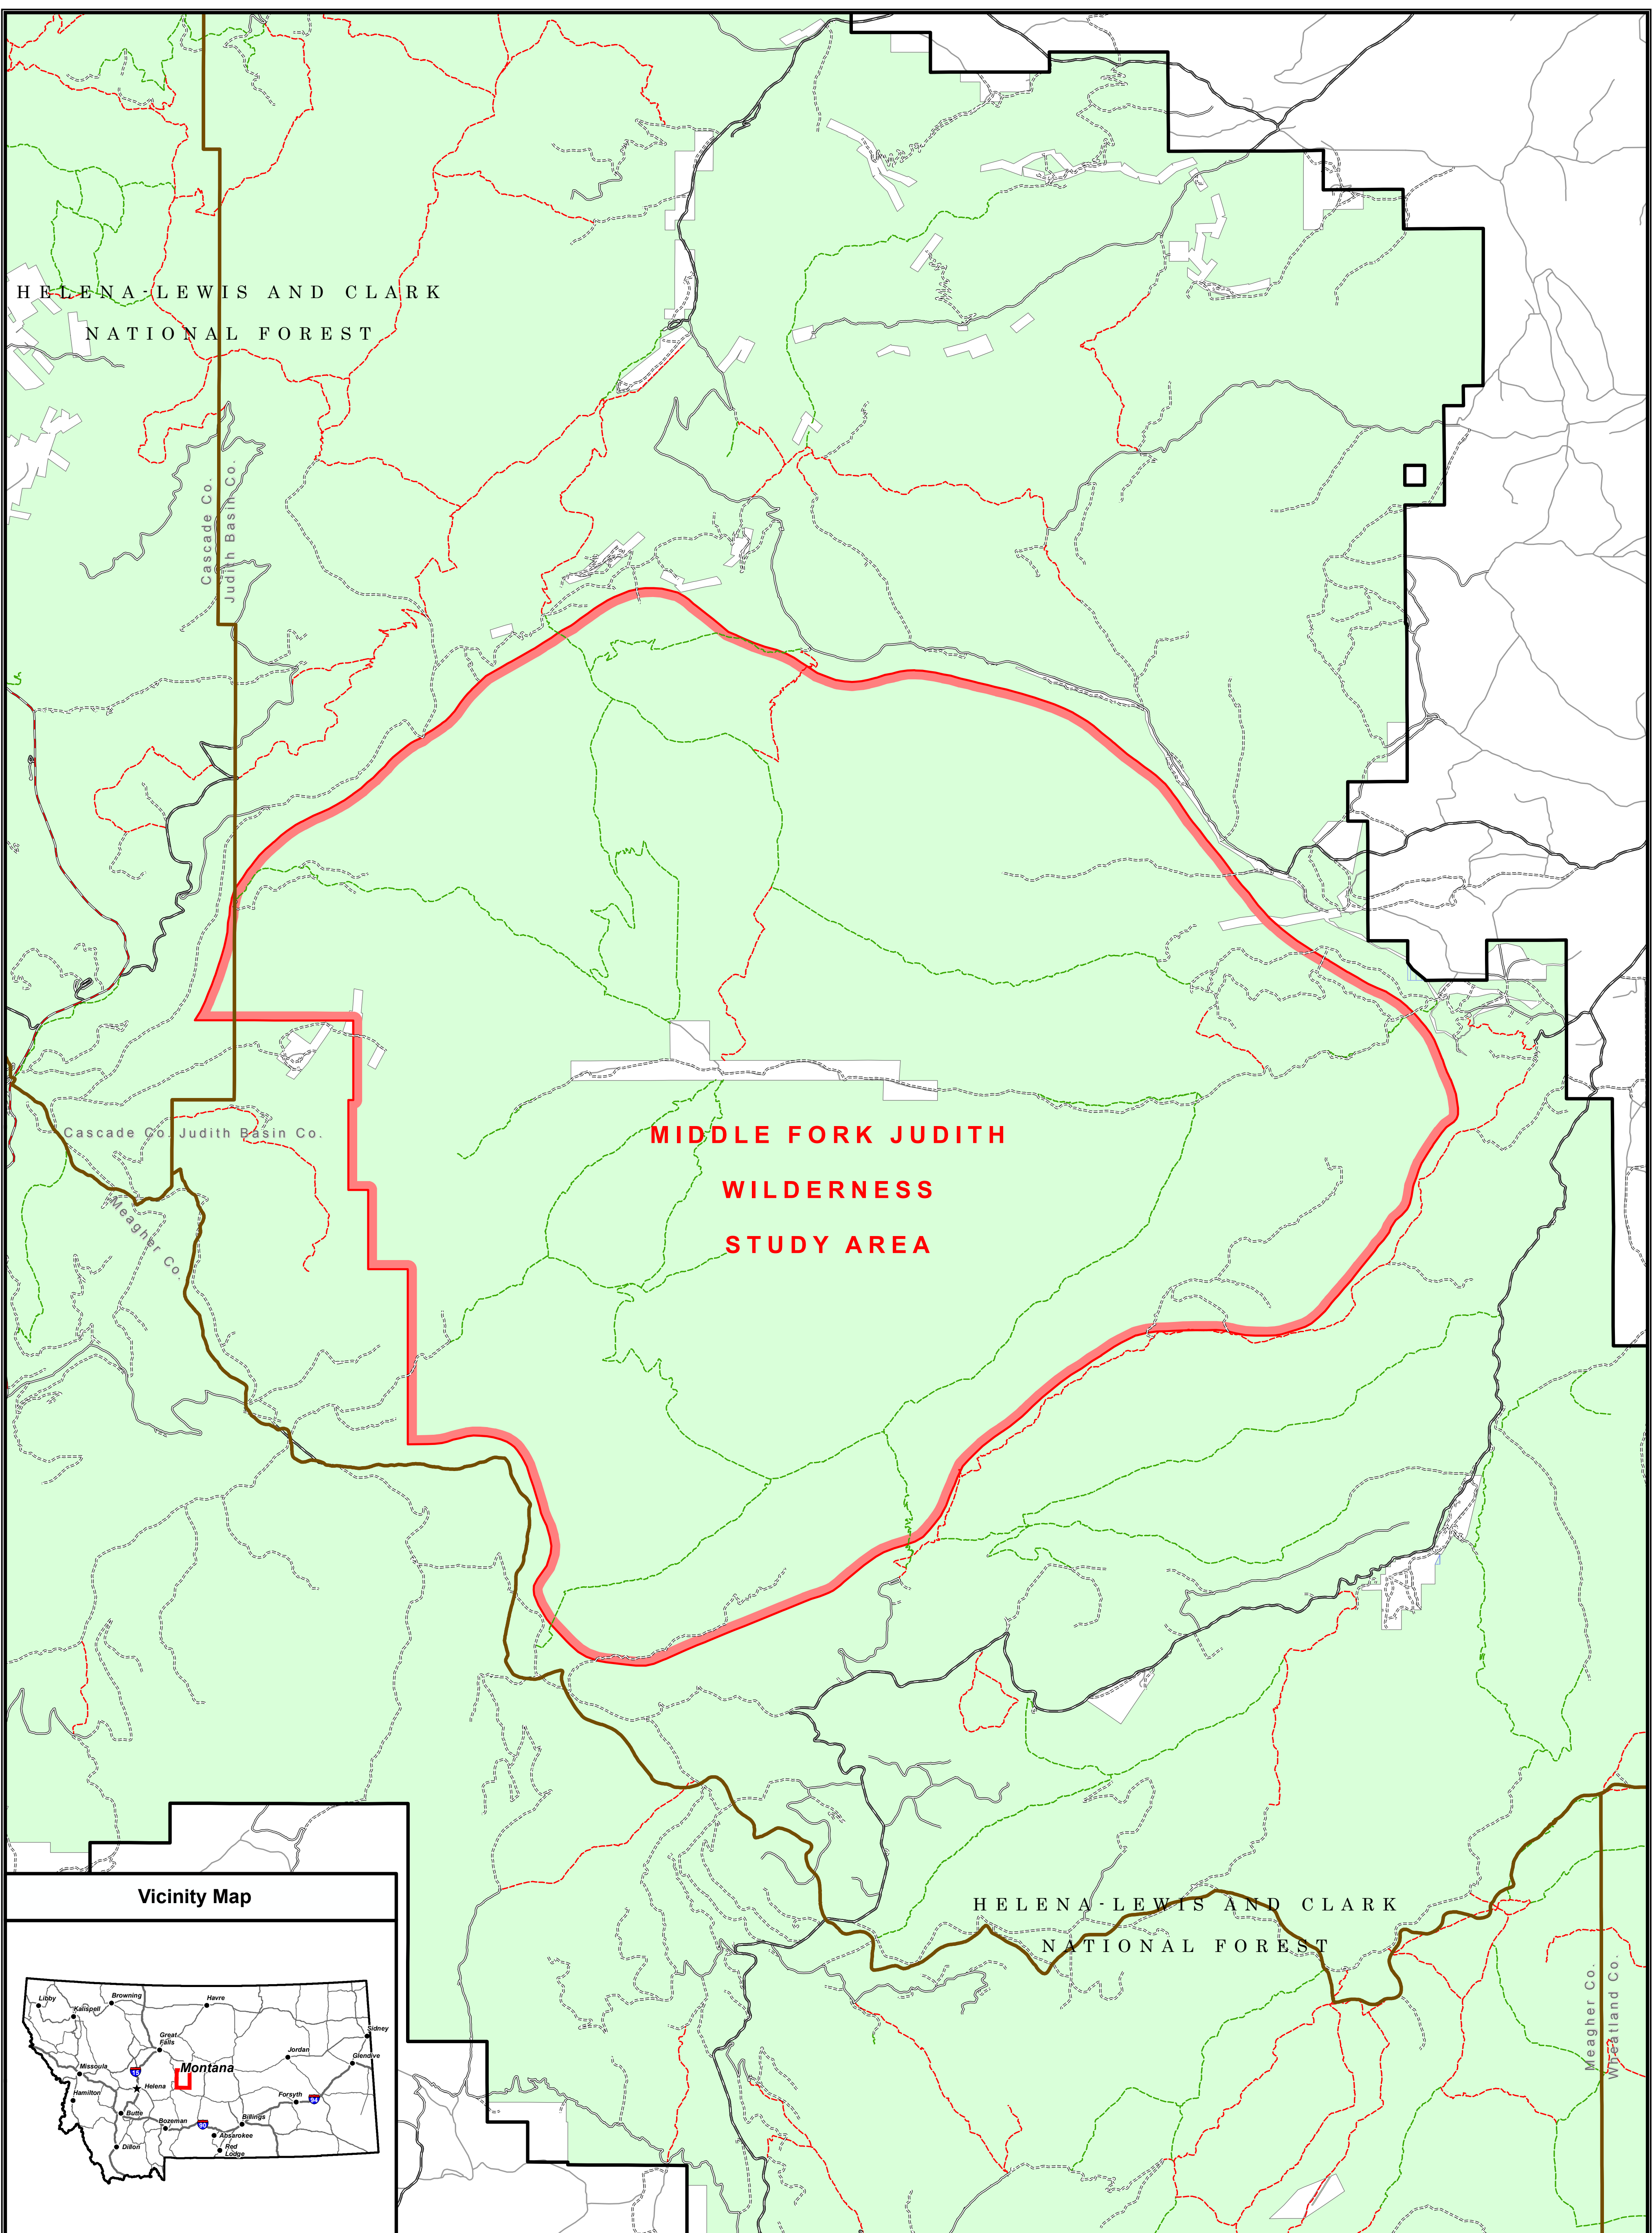 HELENA-LEWIS AND CLARK
NATIONAL FOREST
Cascade Co.
Judith Basin Co.
Cascade Co.
Judith Basin Co.
Meagher Co.
MIDDLE FORK JUDITH
WILDERNESS
STUDY AREA
HELENA-LEWIS AND CLARK
NATIONAL FOREST
Meagher Co.
Wheatland Co.
Vicinity Map
Libby
Kalispell
Browning
Havre
Great
Falls
Sidney
Jordan
Glendive
Missoula
15
Montana
Helena
Hamilton
Forsyth
94
Butte
Bozeman
90
Billings
Absarokee
Dillon
Red
Lodge